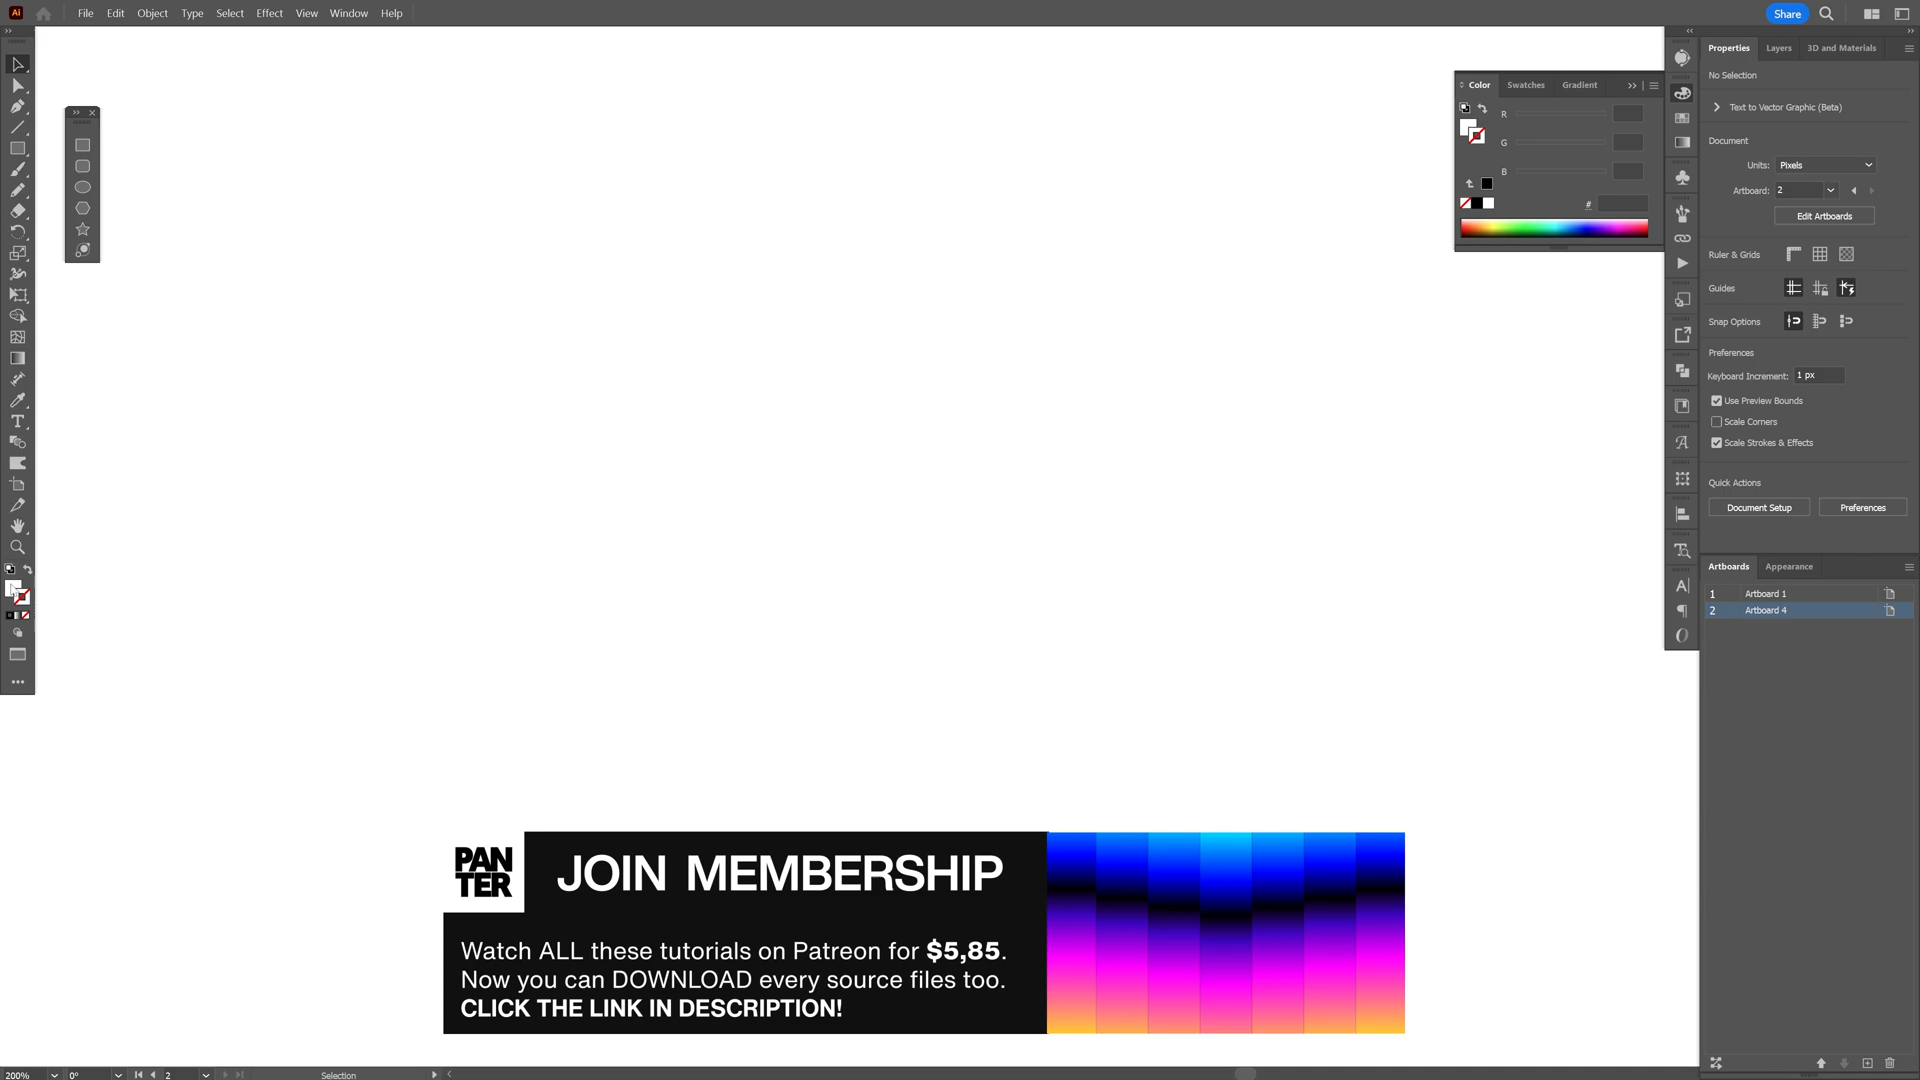 Ai
File Edit Object Type Select Effect View Window Help
Share
Properties Layers 3D and Materials
No Selection
Text to Vector Graphic (Beta)
Document
Units: Pixels
Artboard: 2
Edit Artboards
Ruler & Grids
Guides
Snap Options
Preferences
Keyboard Increment: 1 px
Use Preview Bounds
Scale Corners
Scale Strokes & Effects
Quick Actions
Document Setup Preferences
Color Swatches Gradient
R
G
B
#
Artboards Appearance
1 Artboard 1
2 Artboard 4
PAN
TER
JOIN MEMBERSHIP
Watch ALL these tutorials on Patreon for $5,85.
Now you can DOWNLOAD every source files too.
CLICK THE LINK IN DESCRIPTION!
200% 0° 2 Selection